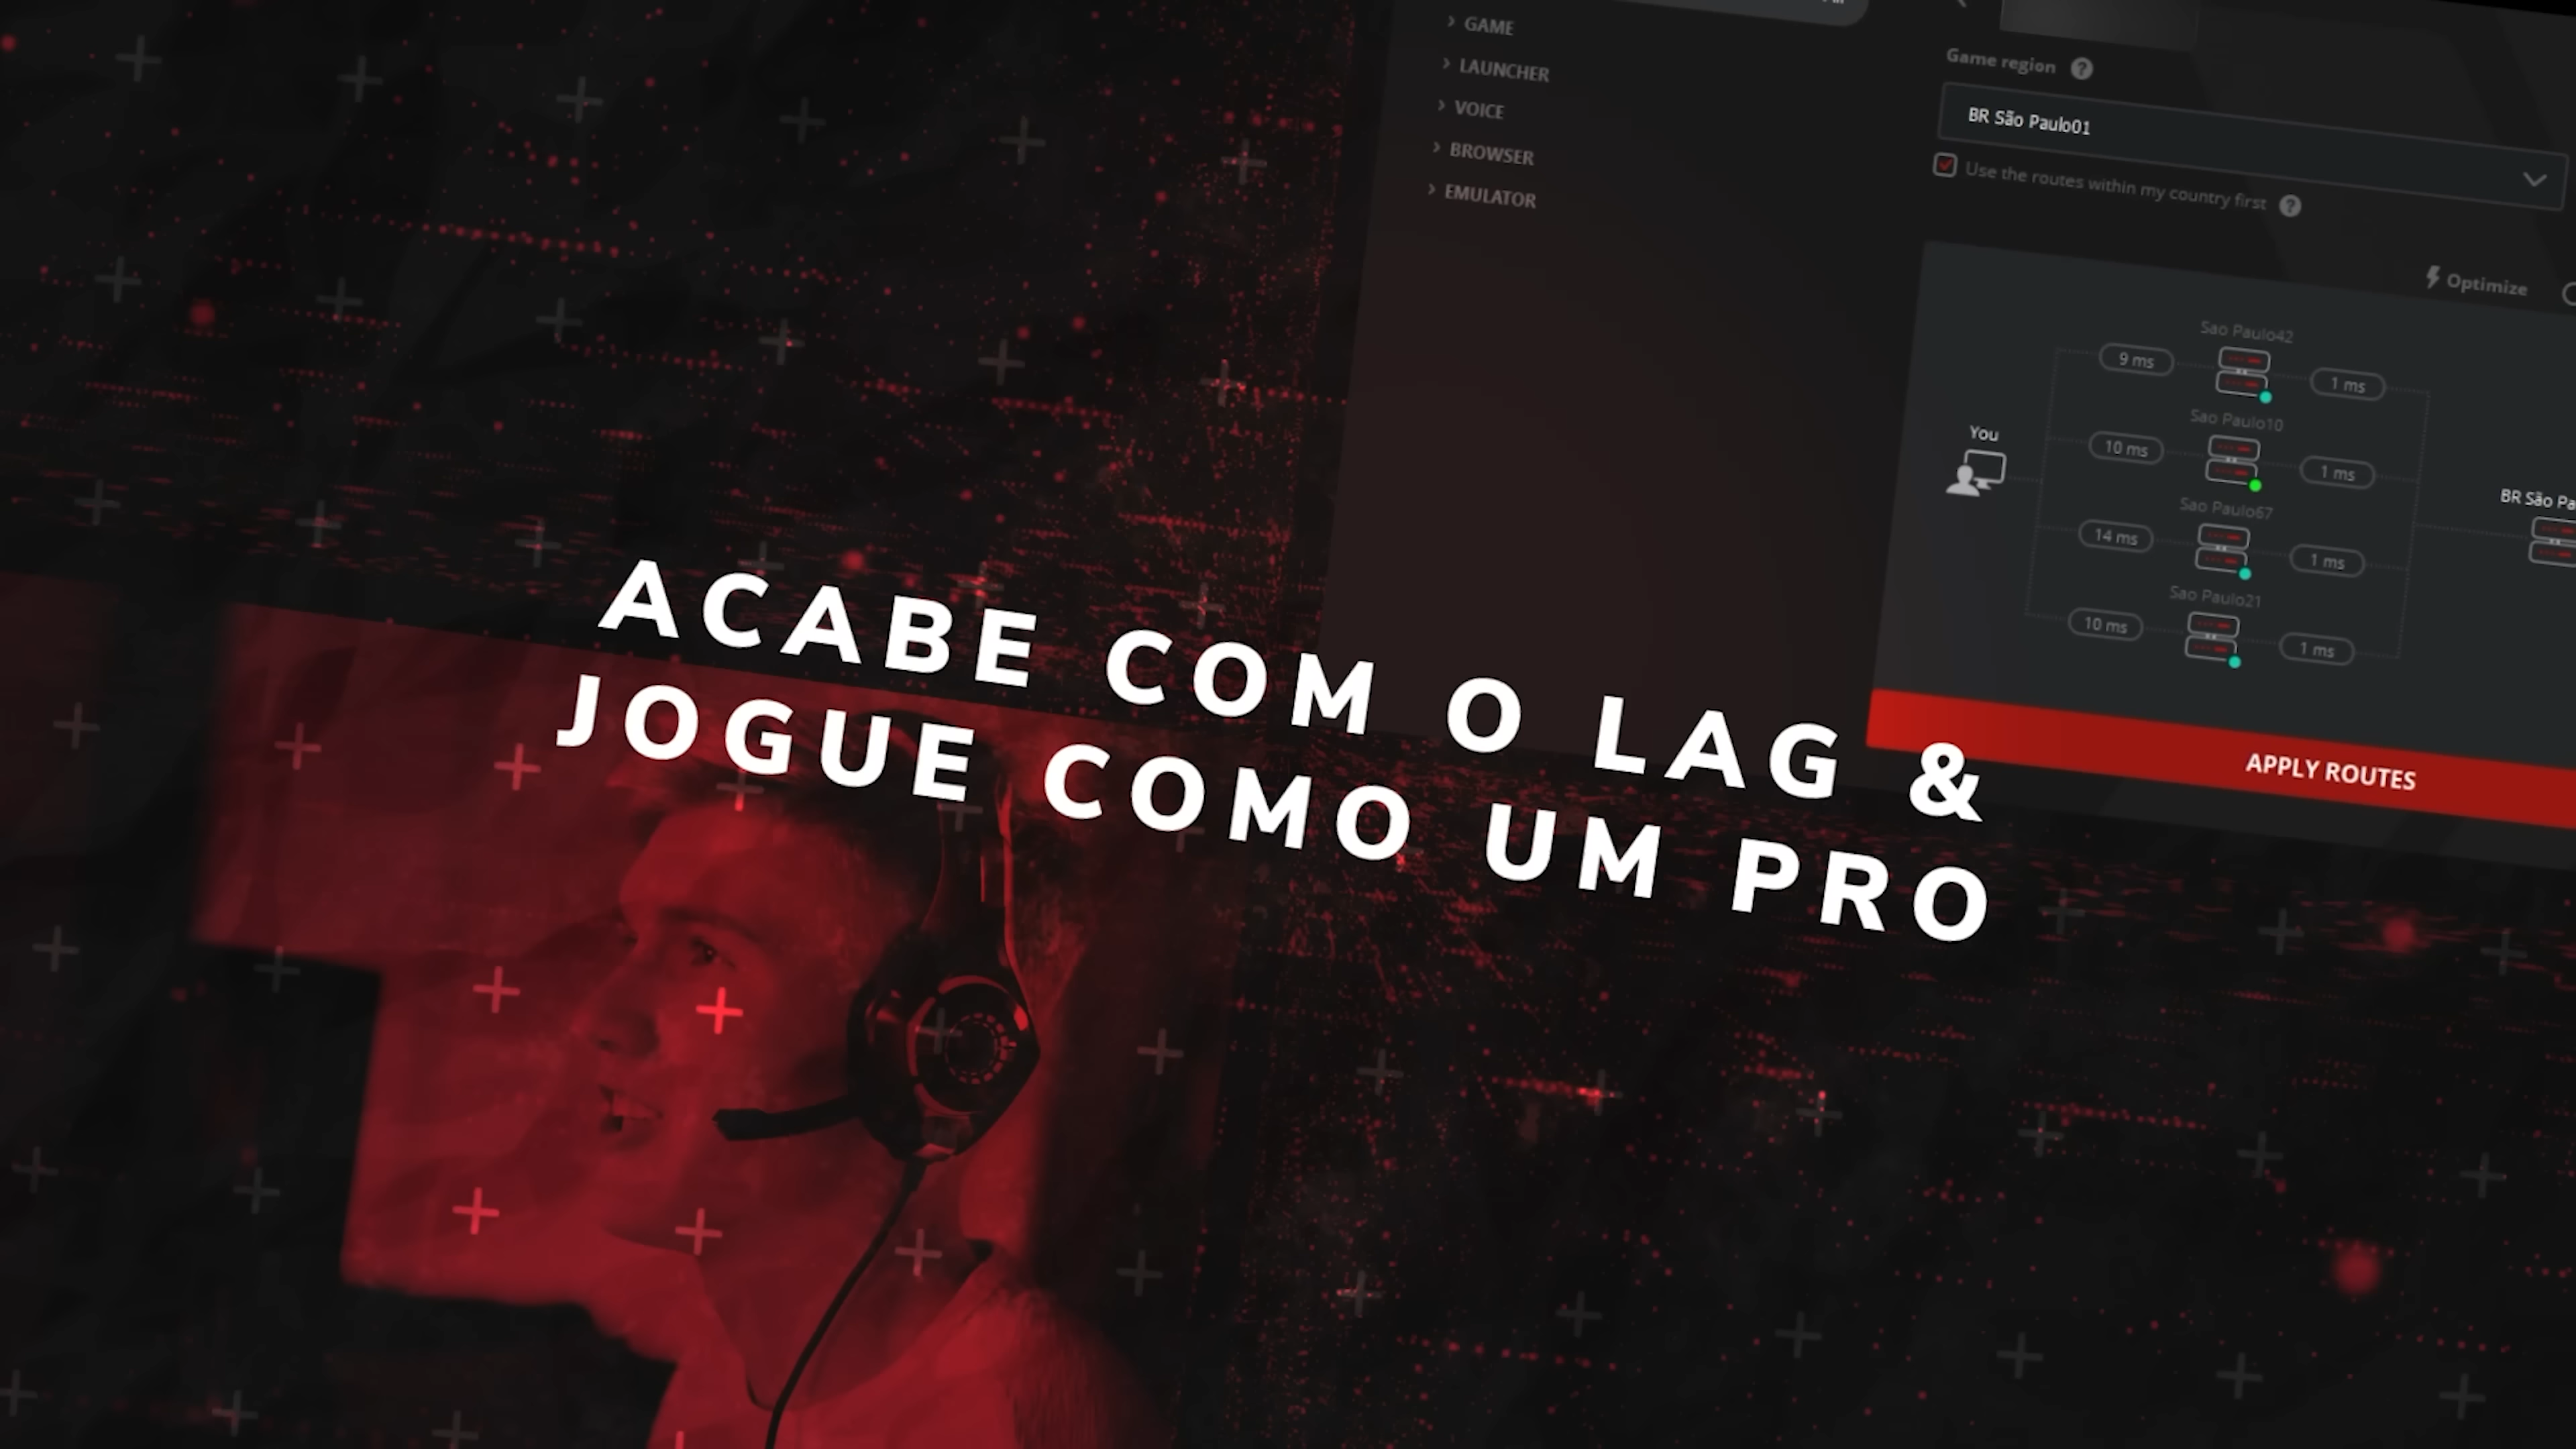 GAME
LAUNCHER
VOICE
BROWSER
EMULATOR
Game region ?
BR São Paulo01
Use the routes within my country first ?
Optimize
Sao Paulo42
9 ms
1 ms
Sao Paulo10
10 ms
1 ms
You
Sao Paulo67
14 ms
1 ms
BR São Pa
Sao Paulo21
10 ms
1 ms
APPLY ROUTES
ACABE COM O LAG &
JOGUE COMO UM PRO